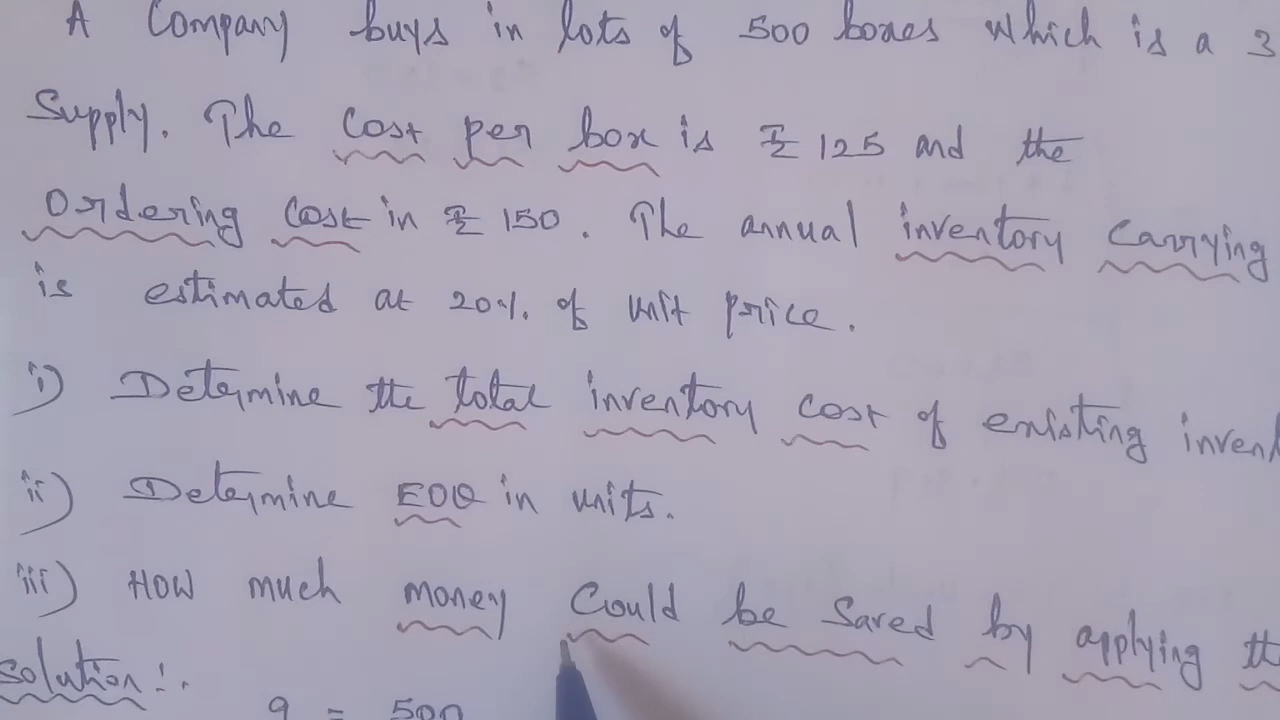 A Company buys in lots of 500 boxes which is a 3
Supply. The Cost per box is ₹ 125 and the
Ordering Cost in ₹ 150. The annual inventory Carrying
is estimated at 20% of unit price.
i) Determine the total inventory cost of existing invent
ii) Determine EOQ in units.
iii) How much money Could be Saved by applying th
Solution:.
q = 500